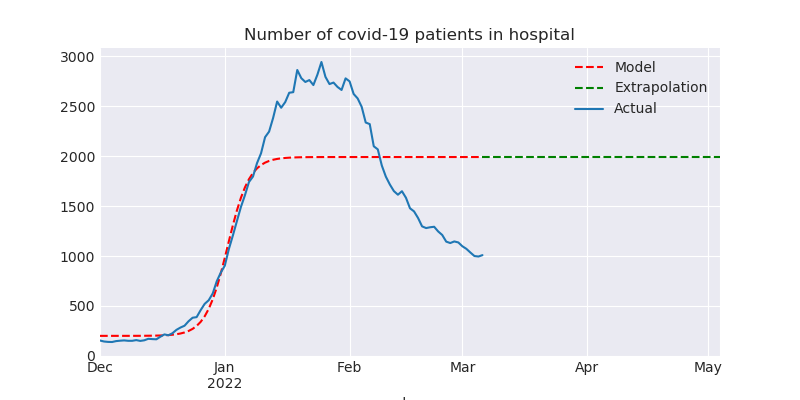 Number of covid-19 patients in hospital
3000
2500
2000
1500
1000
500
0
Model
Extrapolation
Actual
Dec
Jan
2022
Feb
Mar
Apr
May